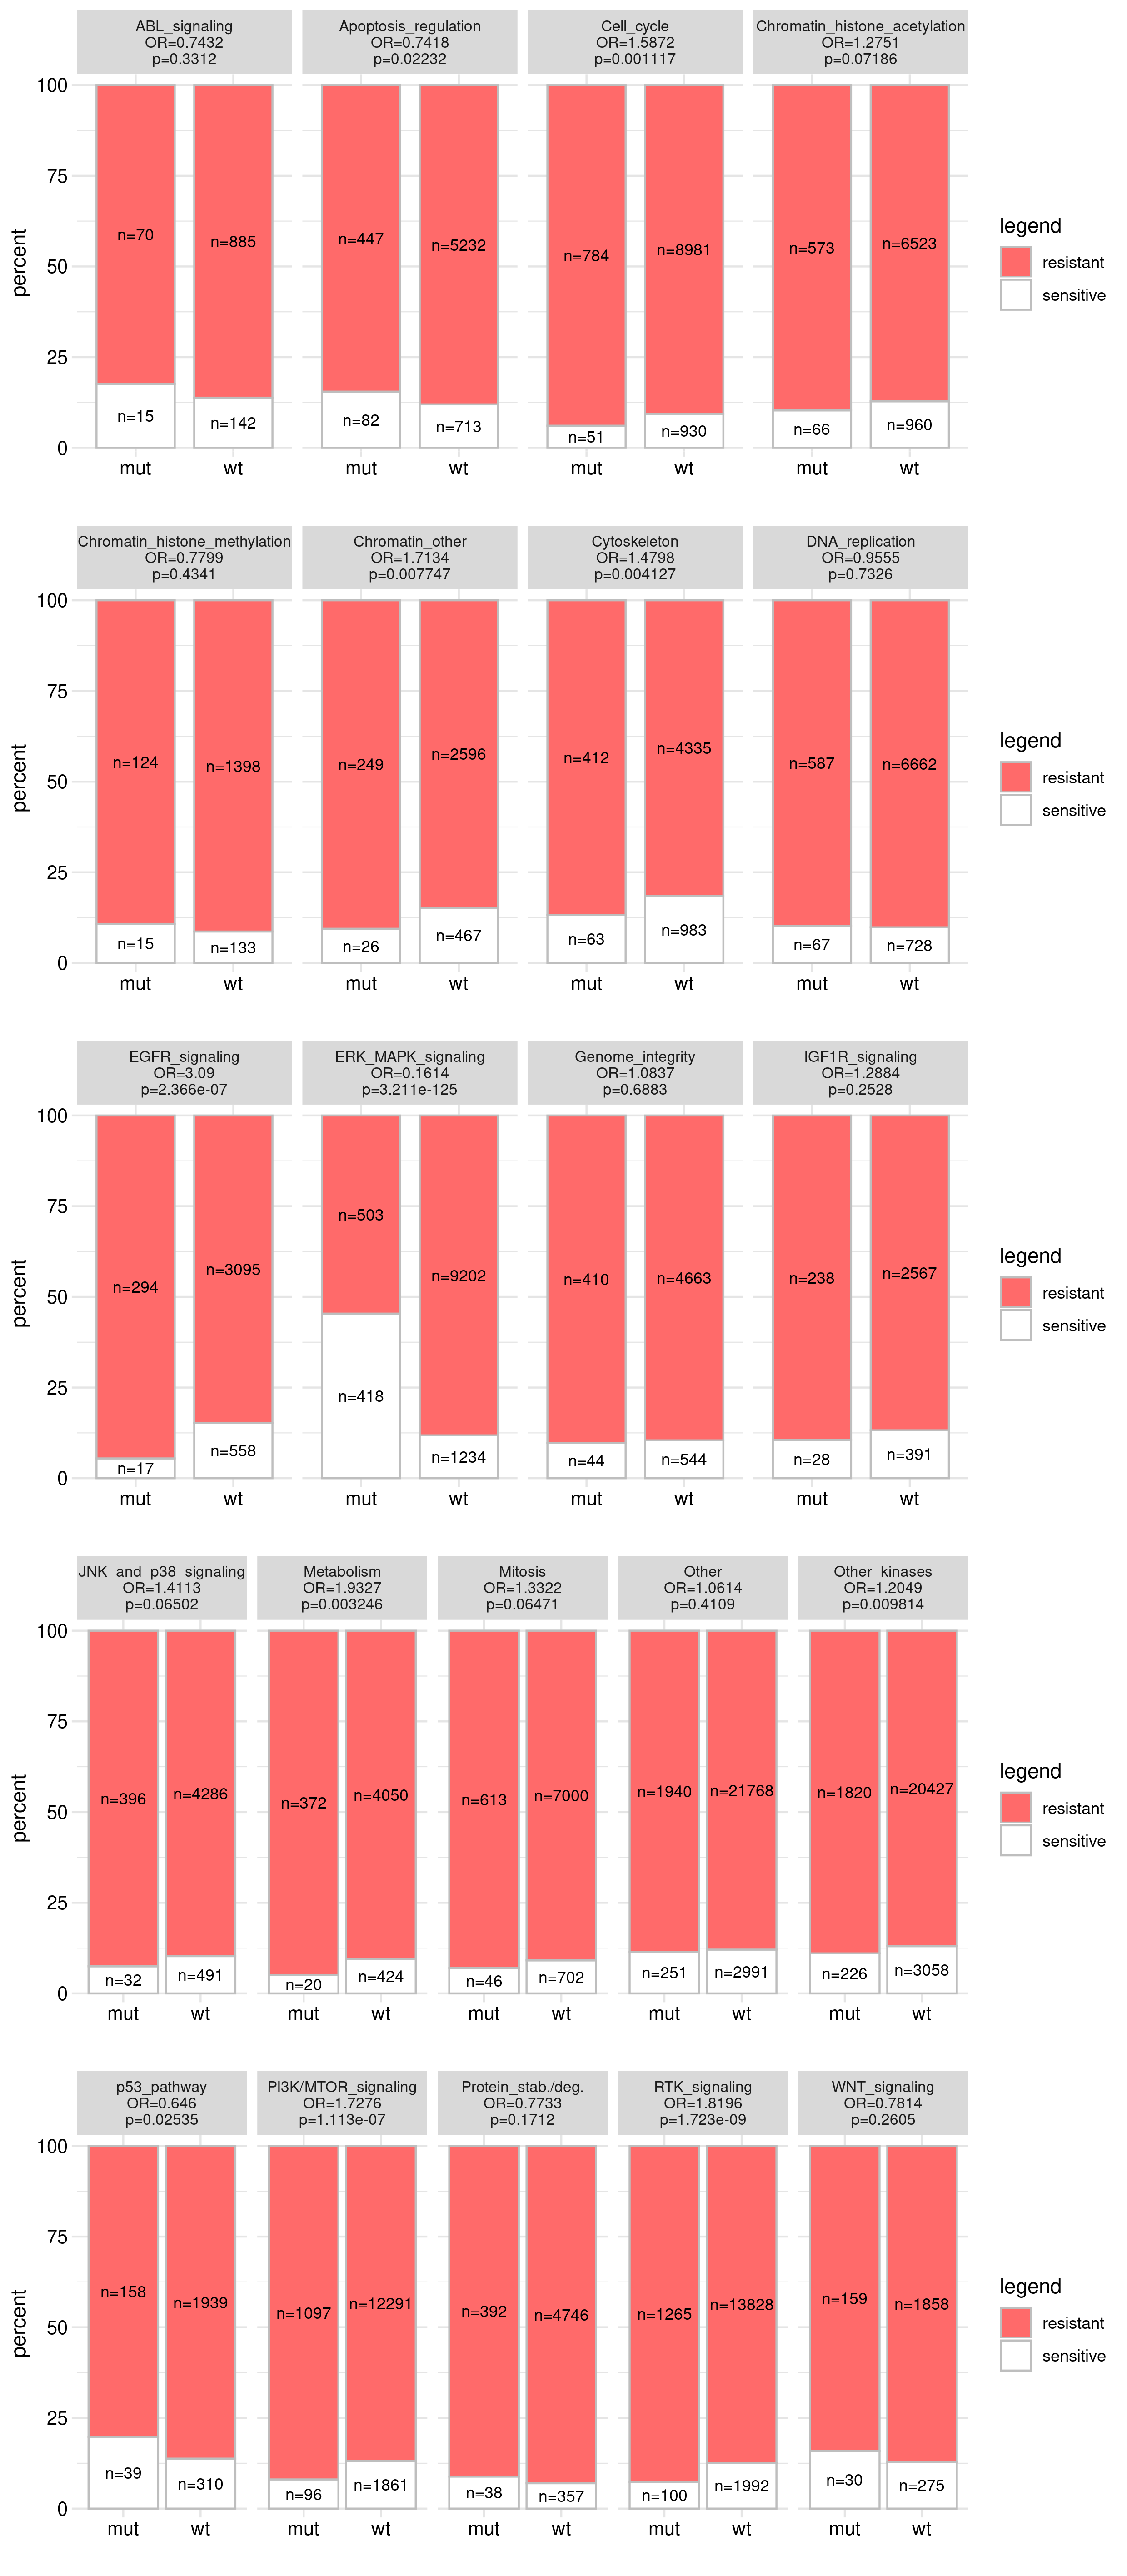 ABL_signaling
OR=0.7432
p=0.3312
Apoptosis_regulation
OR=0.7418
p=0.02232
Cell_cycle
OR=1.5872
p=0.001117
Chromatin_histone_acetylation
OR=1.2751
p=0.07186
percent
100
75
50
25
0
n=70
n=15
n=885
n=142
n=447
n=82
n=5232
n=713
n=784
n=51
n=8981
n=930
n=573
n=66
n=6523
n=960
mut
wt
mut
wt
mut
wt
mut
wt
legend
resistant
sensitive
Chromatin_histone_methylation
OR=0.7799
p=0.4341
Chromatin_other
OR=1.7134
p=0.007747
Cytoskeleton
OR=1.4798
p=0.004127
DNA_replication
OR=0.9555
p=0.7326
percent
100
75
50
25
0
n=124
n=15
n=1398
n=133
n=249
n=26
n=2596
n=467
n=412
n=63
n=4335
n=983
n=587
n=67
n=6662
n=728
mut
wt
mut
wt
mut
wt
mut
wt
legend
resistant
sensitive
EGFR_signaling
OR=3.09
p=2.366e-07
ERK_MAPK_signaling
OR=0.1614
p=3.211e-125
Genome_integrity
OR=1.0837
p=0.6883
IGF1R_signaling
OR=1.2884
p=0.2528
percent
100
75
50
25
0
n=294
n=17
n=3095
n=558
n=503
n=418
n=9202
n=1234
n=410
n=44
n=4663
n=544
n=238
n=28
n=2567
n=391
mut
wt
mut
wt
mut
wt
mut
wt
legend
resistant
sensitive
JNK_and_p38_signaling
OR=1.4113
p=0.06502
Metabolism
OR=1.9327
p=0.003246
Mitosis
OR=1.3322
p=0.06471
Other
OR=1.0614
p=0.4109
Other_kinases
OR=1.2049
p=0.009814
percent
100
75
50
25
0
n=396
n=32
n=4286
n=491
n=372
n=20
n=4050
n=424
n=613
n=46
n=7000
n=702
n=1940
n=251
n=21768
n=2991
n=1820
n=226
n=20427
n=3058
mut
wt
mut
wt
mut
wt
mut
wt
mut
wt
legend
resistant
sensitive
p53_pathway
OR=0.646
p=0.02535
PI3K/MTOR_signaling
OR=1.7276
p=1.113e-07
Protein_stab./deg.
OR=0.7733
p=0.1712
RTK_signaling
OR=1.8196
p=1.723e-09
WNT_signaling
OR=0.7814
p=0.2605
percent
100
75
50
25
0
n=158
n=39
n=1939
n=310
n=1097
n=96
n=12291
n=1861
n=392
n=38
n=4746
n=357
n=1265
n=100
n=13828
n=1992
n=159
n=30
n=1858
n=275
mut
wt
mut
wt
mut
wt
mut
wt
mut
wt
legend
resistant
sensitive